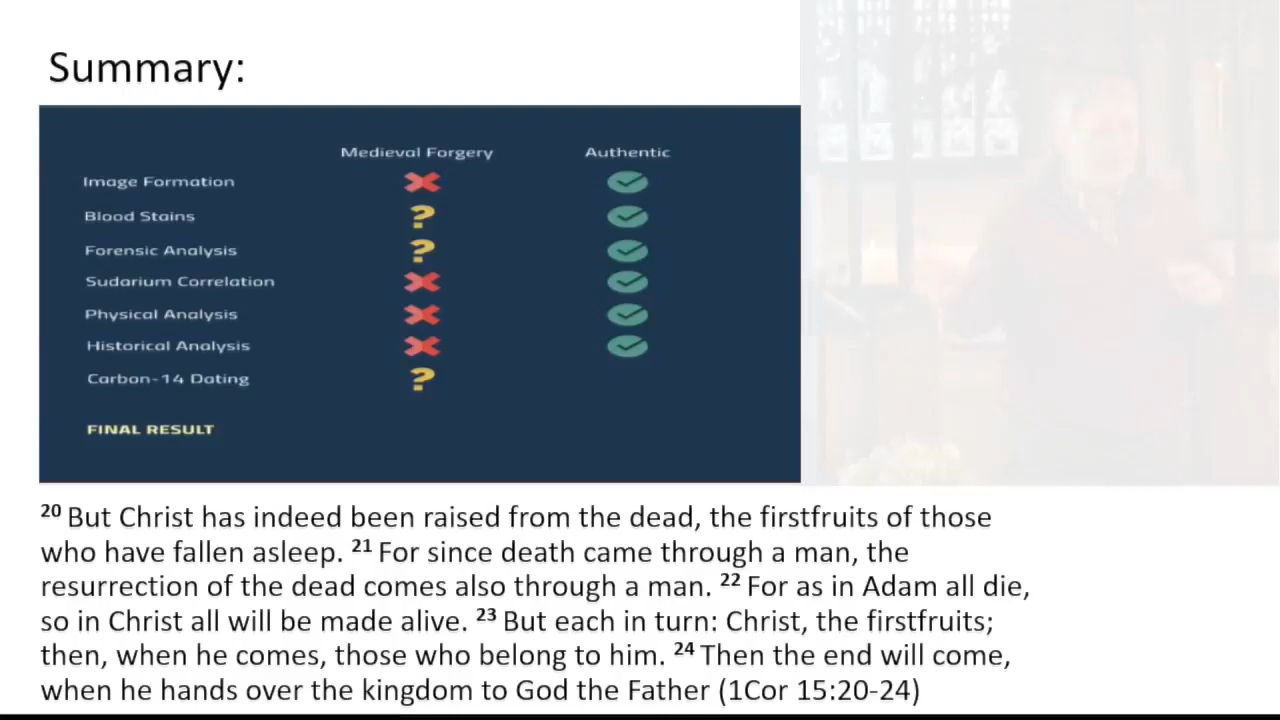 Summary:
Medieval Forgery Authentic
Image Formation
Blood Stains ?
Forensic Analysis ?
Sudarium Correlation
Physical Analysis
Historical Analysis
Carbon-14 Dating ?
FINAL RESULT
20 But Christ has indeed been raised from the dead, the firstfruits of those
who have fallen asleep. 21 For since death came through a man, the
resurrection of the dead comes also through a man. 22 For as in Adam all die,
so in Christ all will be made alive. 23 But each in turn: Christ, the firstfruits;
then, when he comes, those who belong to him. 24 Then the end will come,
when he hands over the kingdom to God the Father (1Cor 15:20-24)